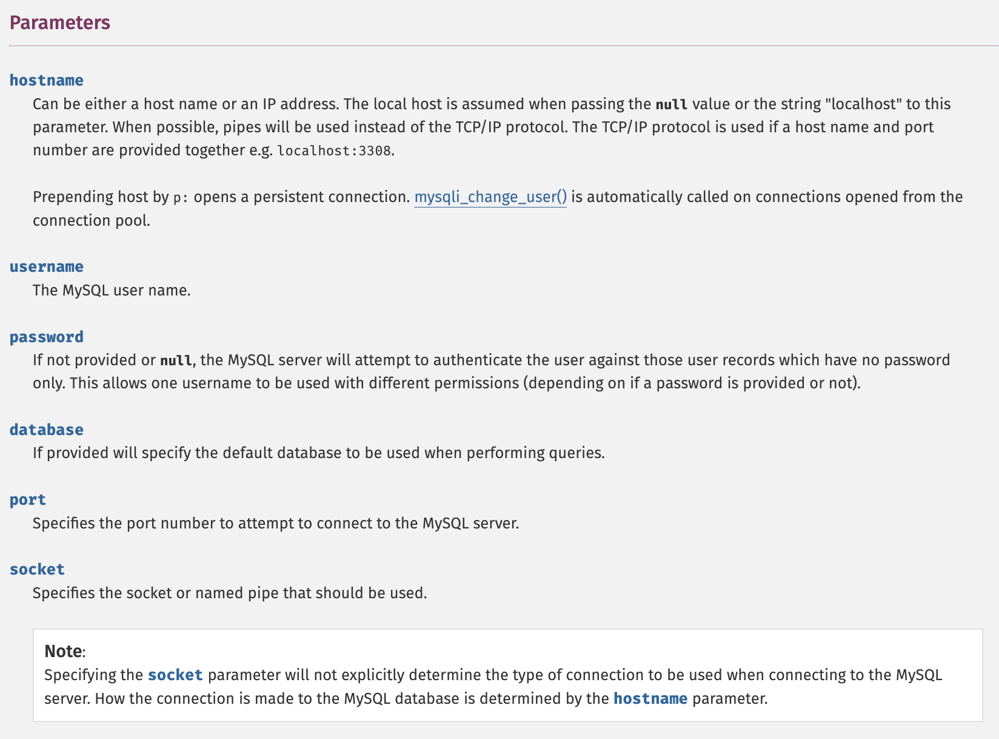 Parameters
hostname
Can be either a host name or an IP address. The local host is assumed when passing the null value or the string "localhost" to this
parameter. When possible, pipes will be used instead of the TCP/IP protocol. The TCP/IP protocol is used if a host name and port
number are provided together e.g. localhost:3308.
Prepending host by p: opens a persistent connection. mysqli_change_user() is automatically called on connections opened from the
connection pool.
username
The MySQL user name.
password
If not provided or null, the MySQL server will attempt to authenticate the user against those user records which have no password
only. This allows one username to be used with different permissions (depending on if a password is provided or not).
database
If provided will specify the default database to be used when performing queries.
port
Specifies the port number to attempt to connect to the MySQL server.
socket
Specifies the socket or named pipe that should be used.
Note:
Specifying the socket parameter will not explicitly determine the type of connection to be used when connecting to the MySQL
server. How the connection is made to the MySQL database is determined by the hostname parameter.